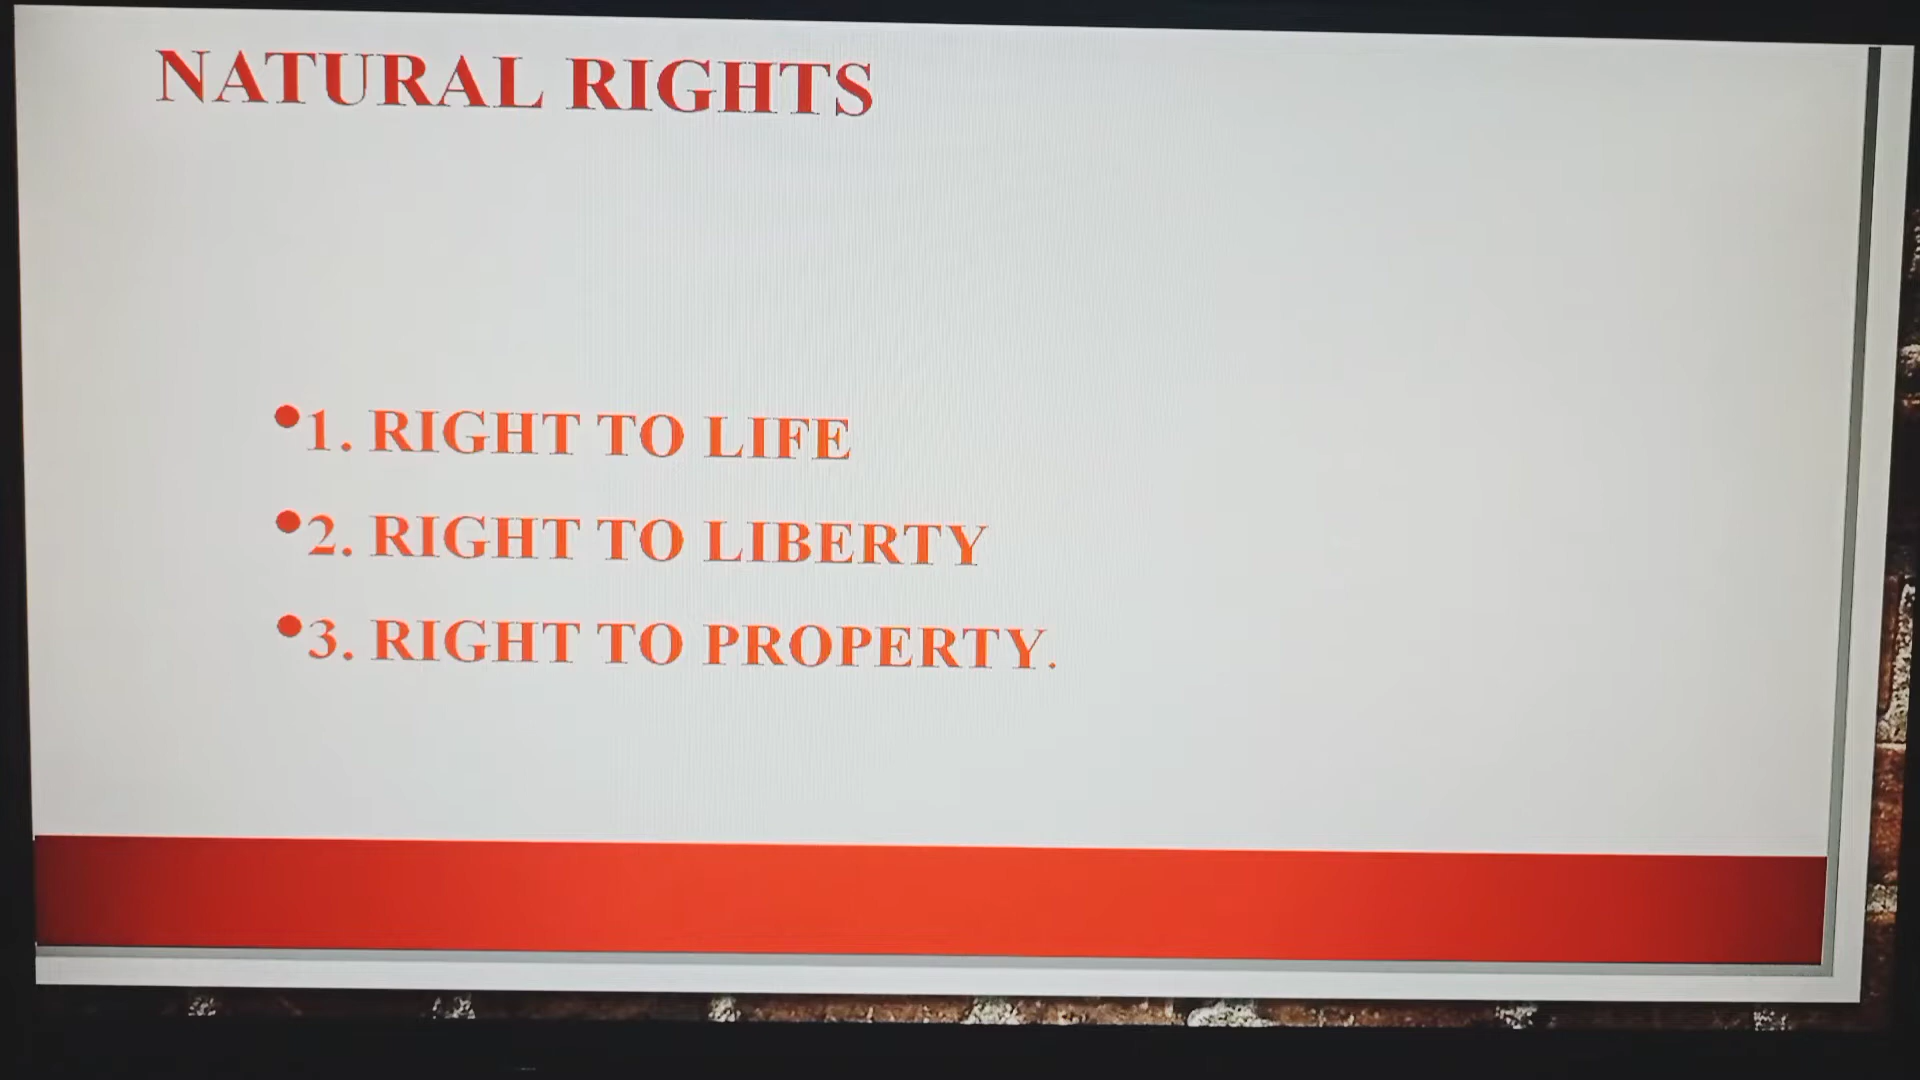 NATURAL RIGHTS
•1. RIGHT TO LIFE
•2. RIGHT TO LIBERTY
•3. RIGHT TO PROPERTY.